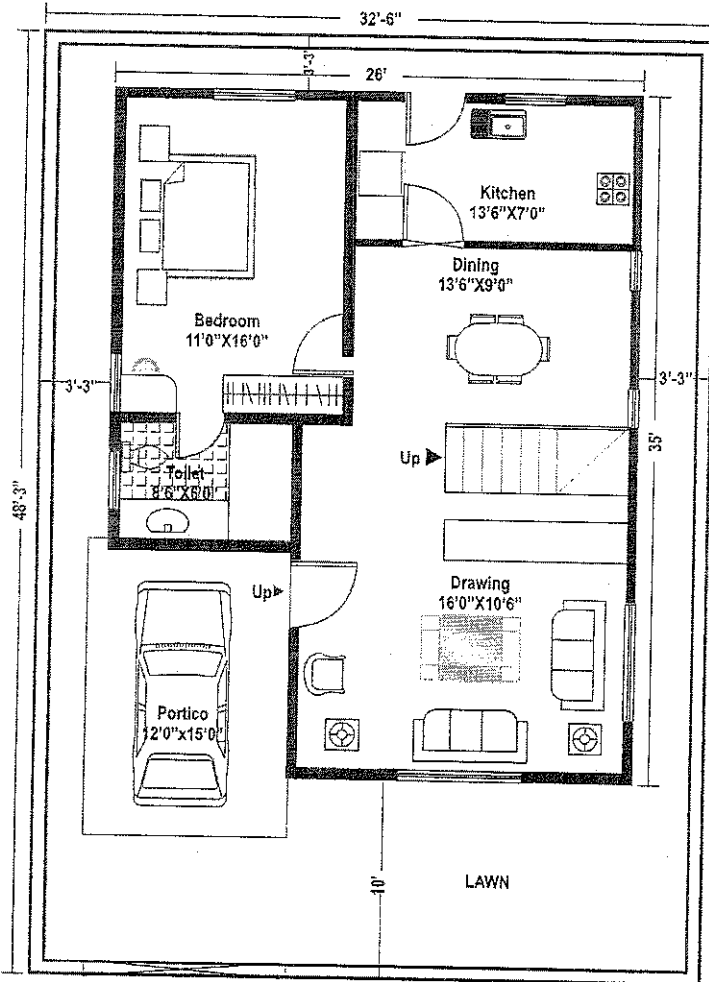 32'-6"
3'-3"
26'
Kitchen
13'6"X7'0"
Dining
13'6"X9'0"
Bedroom
11'0"X16'0"
3'-3"
3'-3"
35'
48'-3"
Up
Toilet
8'6"X6'0
Up
Drawing
16'0"X10'6"
Portico
12'0"x15'0"
10'
LAWN